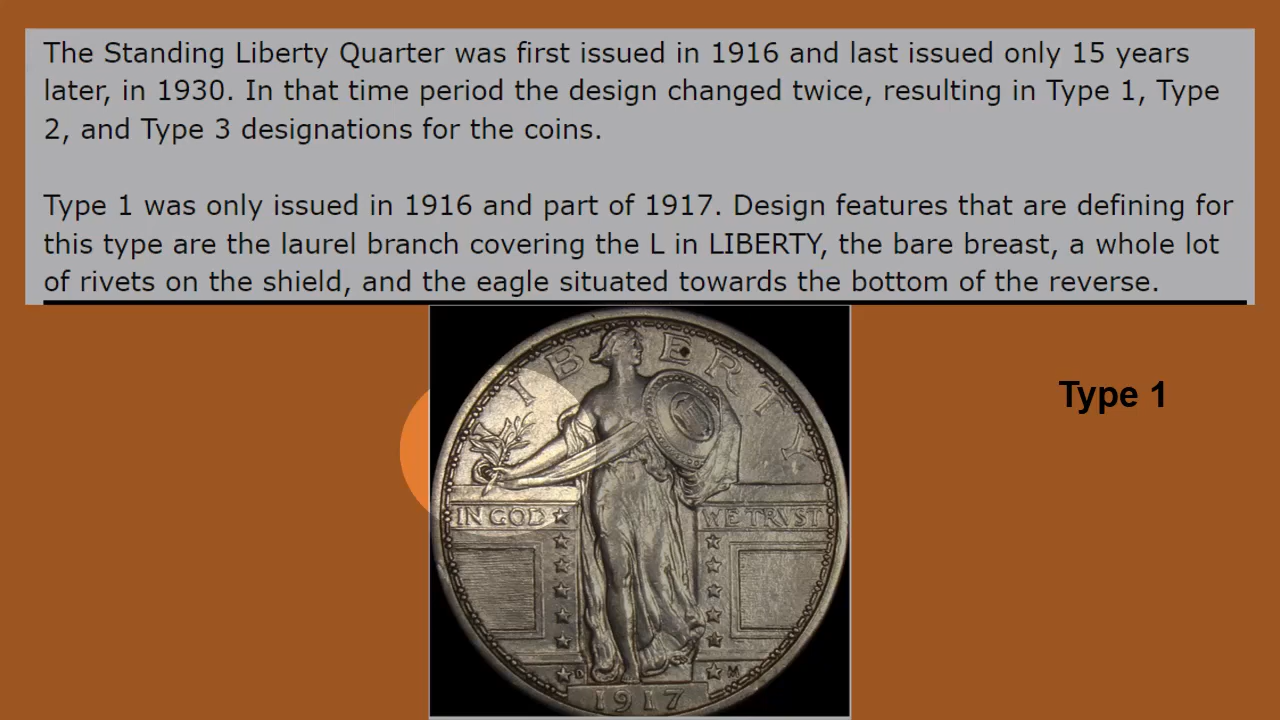 The Standing Liberty Quarter was first issued in 1916 and last issued only 15 years
later, in 1930. In that time period the design changed twice, resulting in Type 1, Type
2, and Type 3 designations for the coins.
Type 1 was only issued in 1916 and part of 1917. Design features that are defining for
this type are the laurel branch covering the L in LIBERTY, the bare breast, a whole lot
of rivets on the shield, and the eagle situated towards the bottom of the reverse.
LIBERTY
Type 1
IN GOD WE TRVST
D M
1917